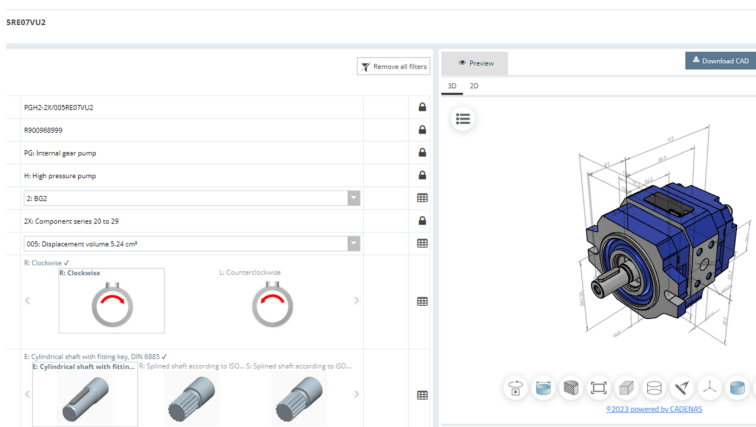 5RE07VU2
Remove all filters
Preview
Download CAD
3D 2D
PGH2-2X/005RE07VU2
R900968999
PG: Internal gear pump
H: High pressure pump
2: BG2
2X: Component series 20 to 29
005: Displacement volume 5.24 cm³
R: Clockwise ✓
R: Clockwise
L: Counterclockwise
E: Cylindrical shaft with fitting key, DIN 6885 ✓
E: Cylindrical shaft with fittin... R: Splined shaft according to ISO... S: Splined shaft according to ISO...
©2023 powered by CADENAS